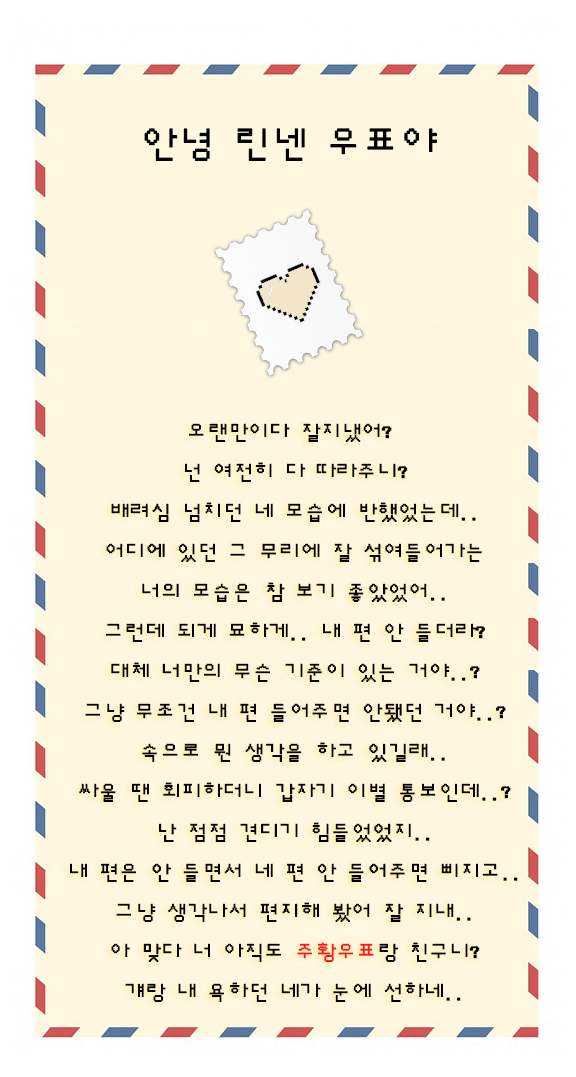 안녕 린넨 우표야
오랜만이다 잘지냈어?
넌 여전히 다 따라주니?
배려심 넘치던 네 모습에 반했었는데..
어디에 있던 그 무리에 잘 섞여들어가는
너의 모습은 참 보기 좋았었어..
그런데 되게 묘하게.. 내 편 안 들더라?
대체 너만의 무슨 기준이 있는 거야..?
그냥 무조건 내 편 들어주면 안됐던 거야..?
속으로 뭔 생각을 하고 있길래..
싸울 땐 회피하더니 갑자기 이별 통보인데..?
난 점점 견디기 힘들었었지..
내 편은 안 들면서 네 편 안 들어주면 삐지고..
그냥 생각나서 편지해 봤어 잘 지내..
아 맞다 너 아직도 주황우표랑 친구니?
걔랑 내 욕하던 네가 눈에 선하네..